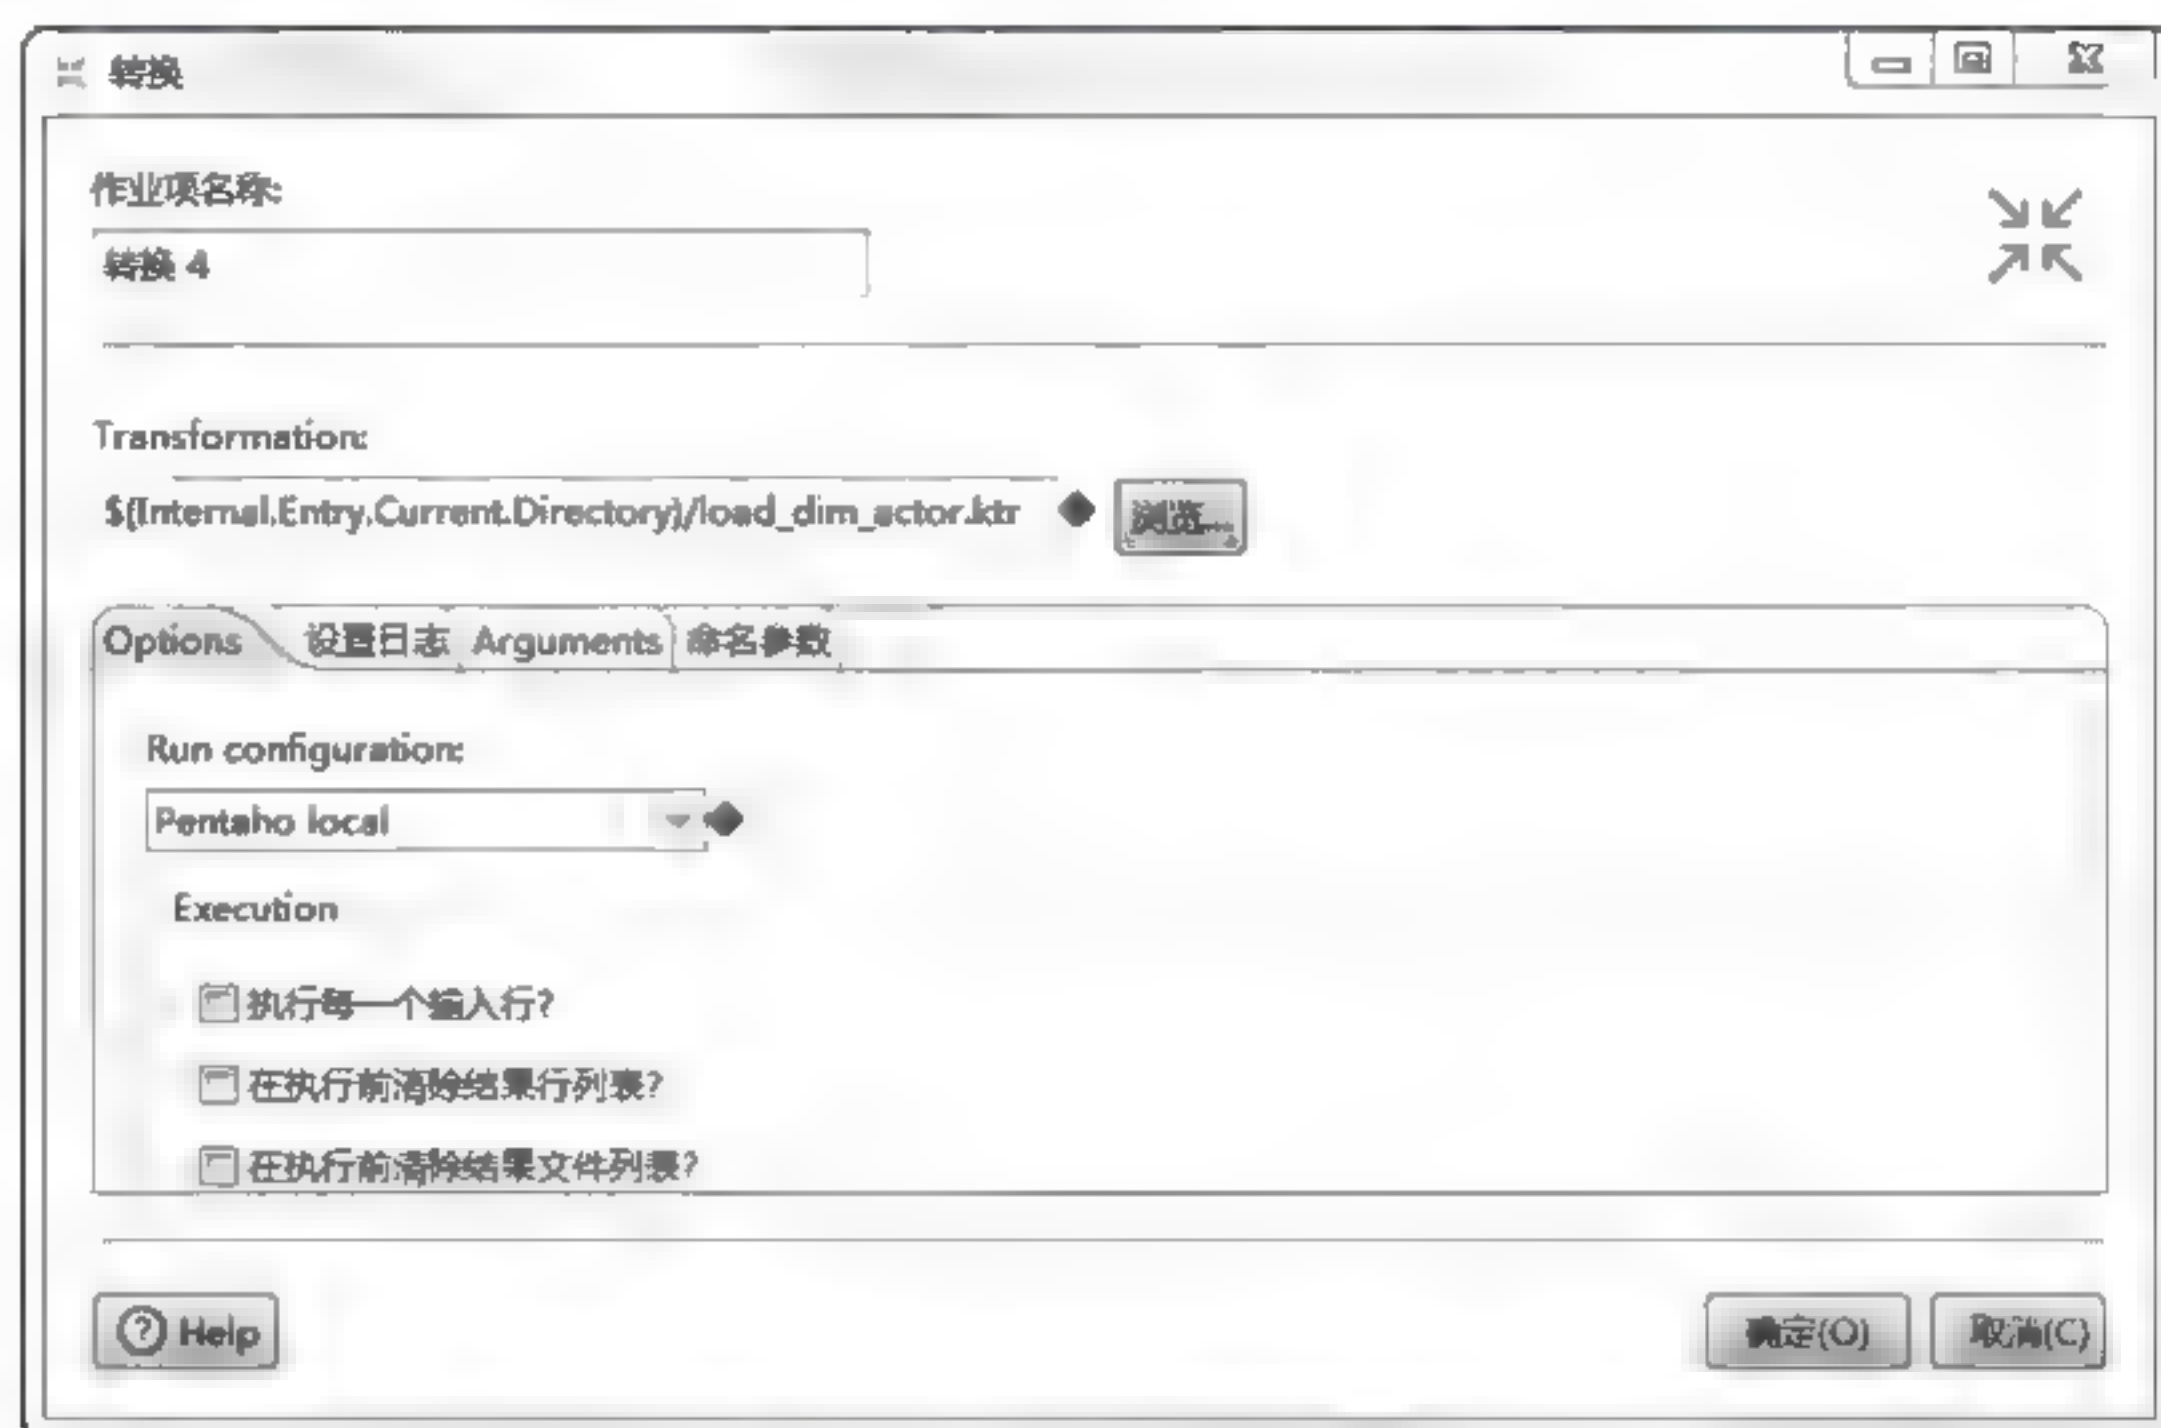 转换
作业项名称:
转换 4
Transformation:
${Internal.Entry.Current.Directory}/load_dim_actor.ktr 浏览...
Options 设置日志 Arguments 命名参数
Run configuration:
Pentaho local
Execution
执行每一个输入行?
在执行前清除结果行列表?
在执行前清除结果文件列表?
Help 确定(O) 取消(C)